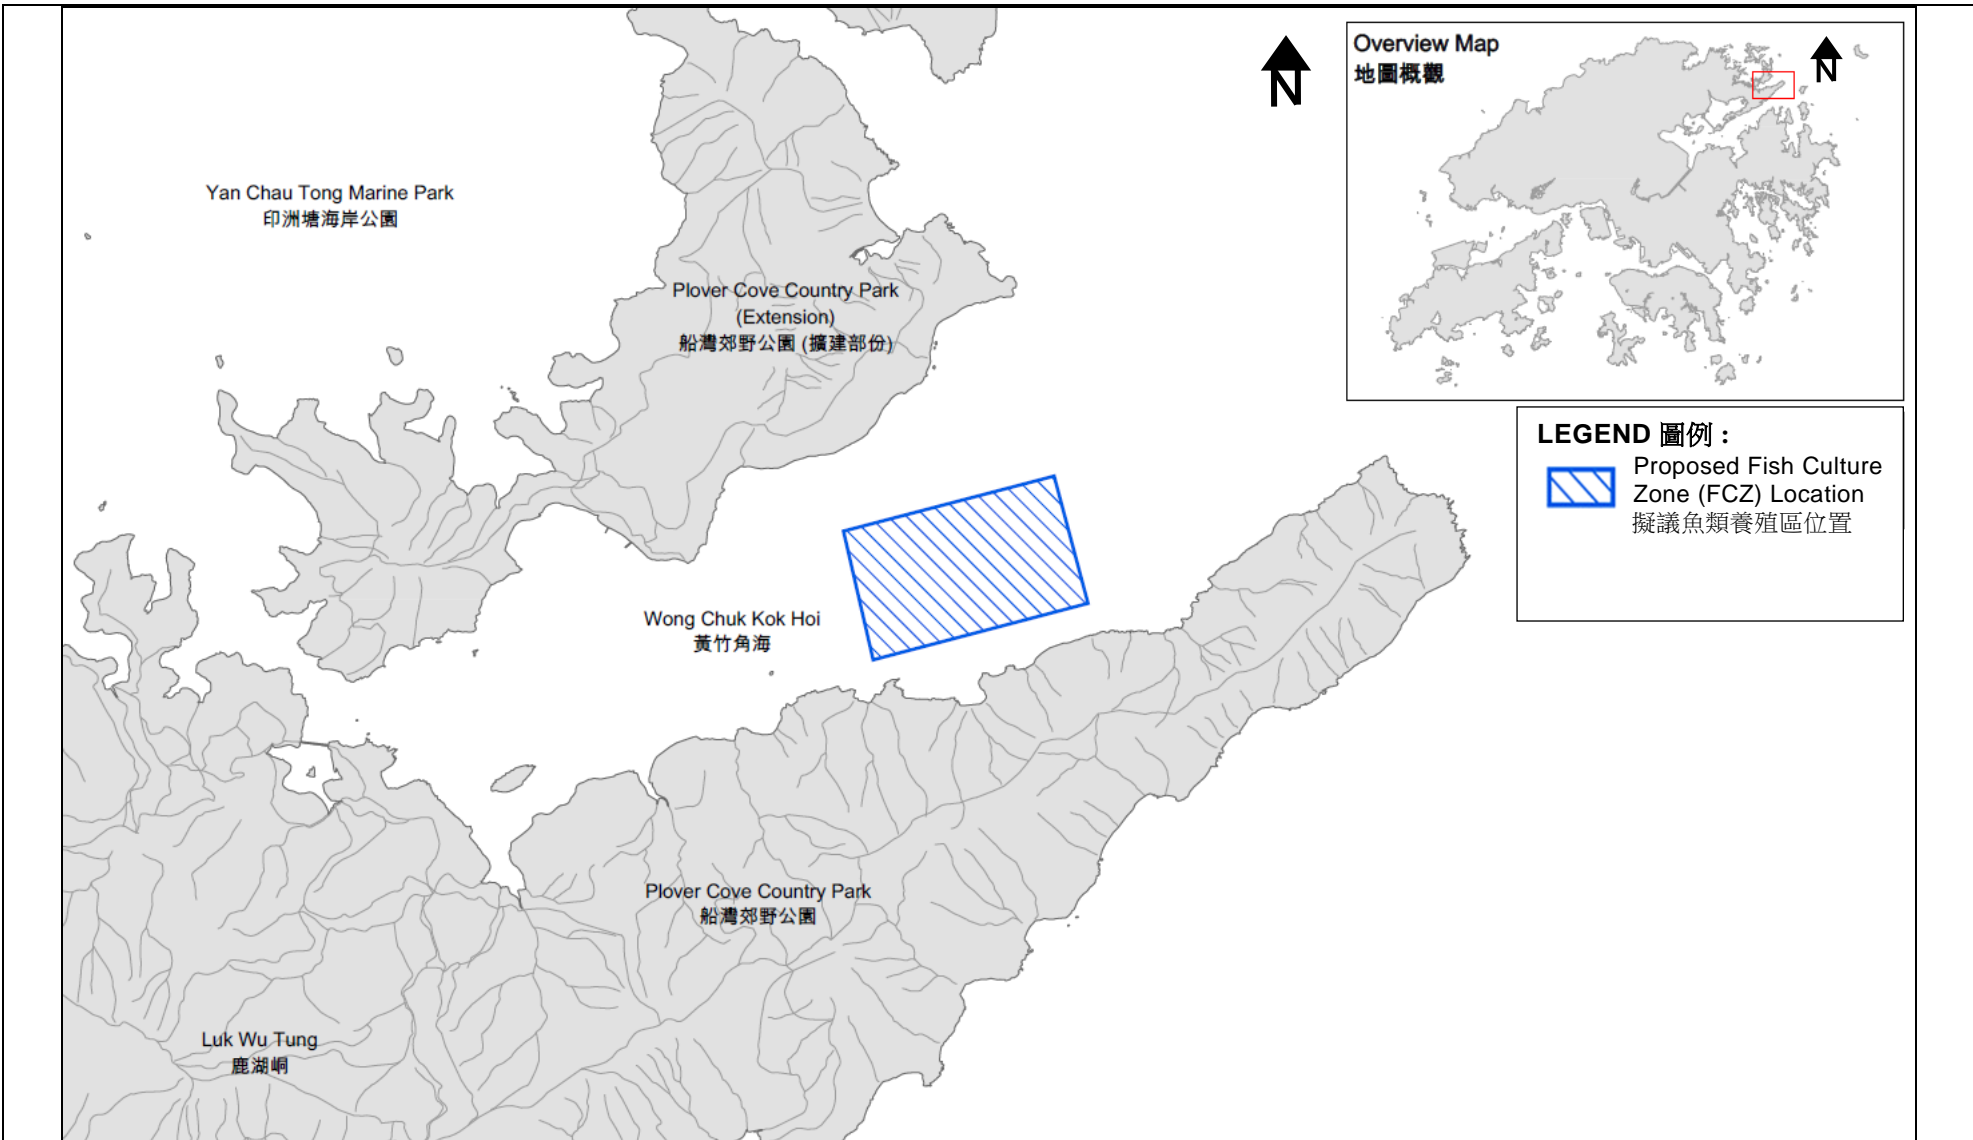 Overview Map
地圖概觀
N
N
LEGEND 圖例 :
Proposed Fish Culture
Zone (FCZ) Location
擬議魚類養殖區位置
Yan Chau Tong Marine Park
印洲塘海岸公園
Plover Cove Country Park
(Extension)
船灣郊野公園 (擴建部份)
Wong Chuk Kok Hoi
黃竹角海
Plover Cove Country Park
船灣郊野公園
Luk Wu Tung
鹿湖峒